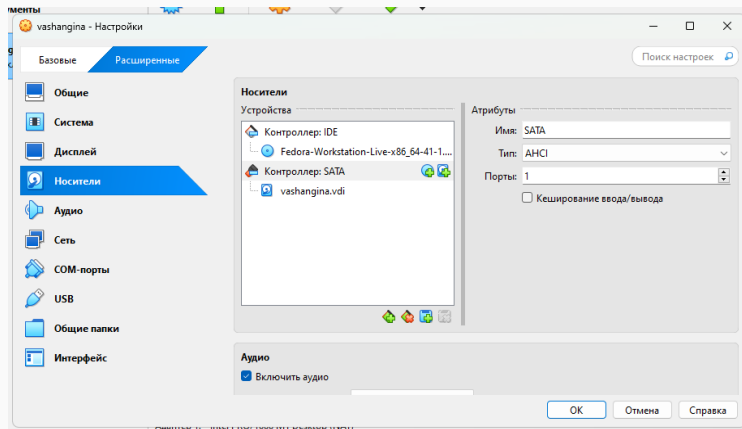 менты
vashangina - Настройки
Базовые
Расширенные
Поиск настроек
Общие
Система
Дисплей
Носители
Аудио
Сеть
COM-порты
USB
Общие папки
Интерфейс
Носители
Устройства
Контроллер: IDE
Fedora-Workstation-Live-x86_64-41-1....
Контроллер: SATA
vashangina.vdi
Атрибуты
Имя: SATA
Тип: AHCI
Порты: 1
Кеширование ввода/вывода
Аудио
Включить аудио
OK
Отмена
Справка